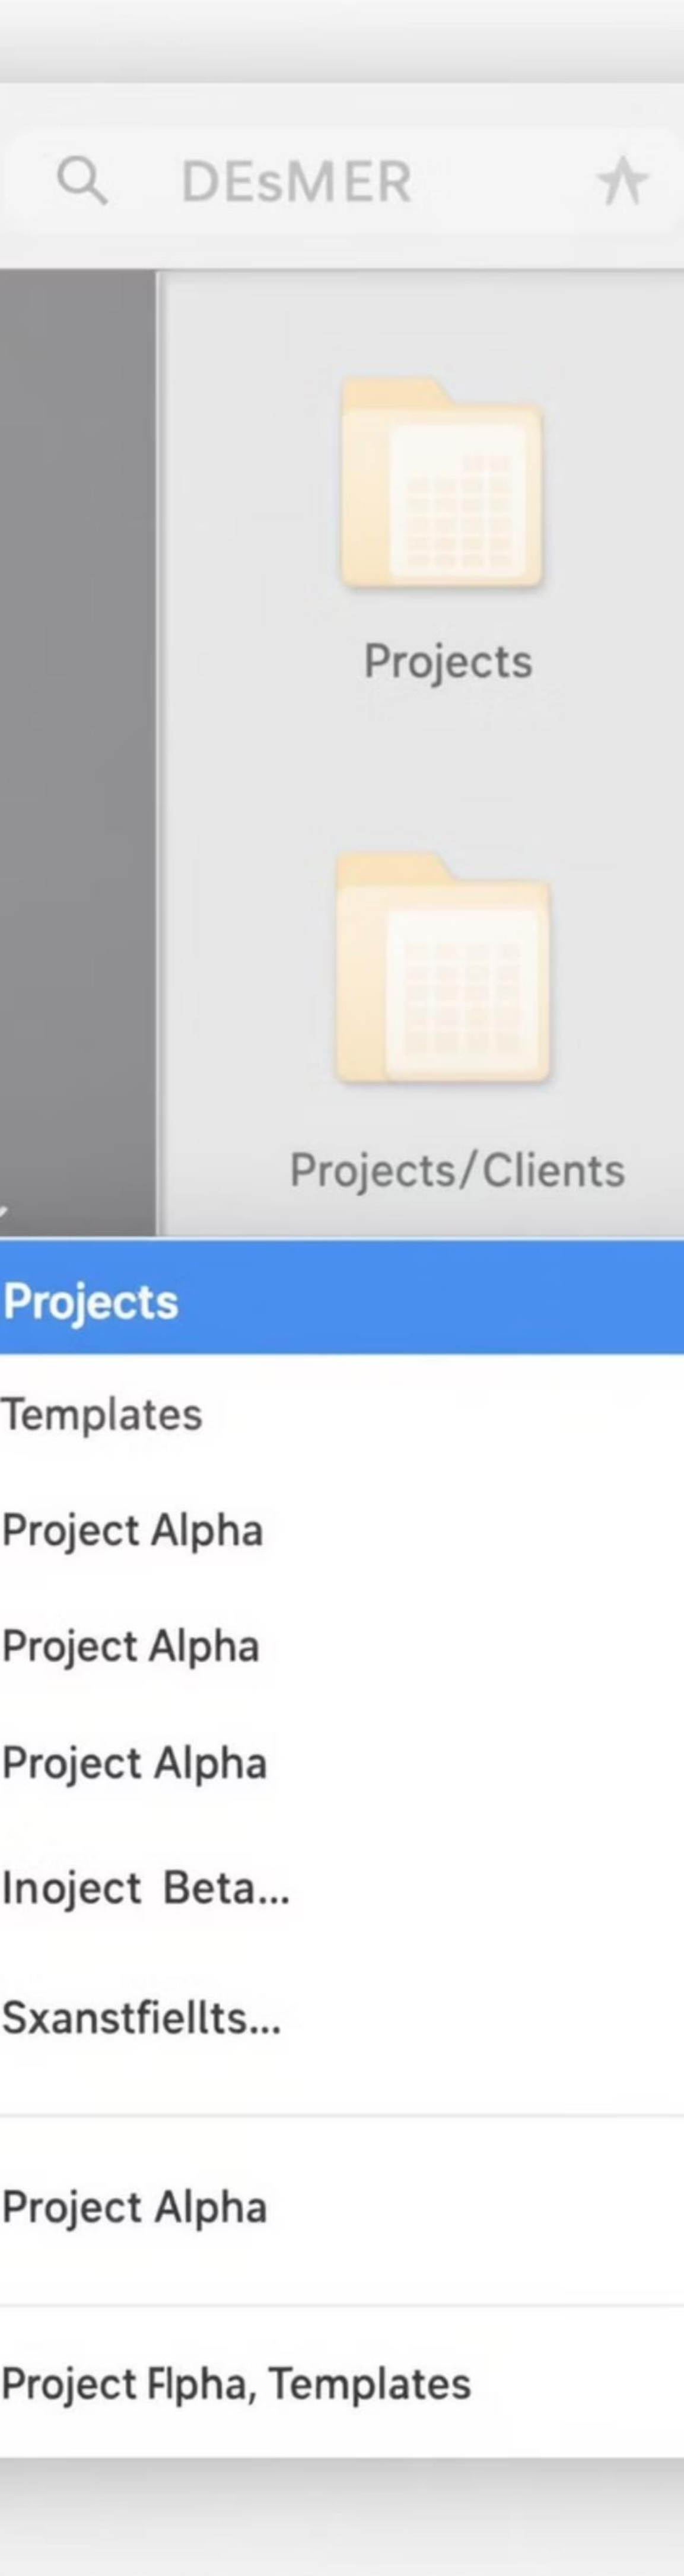 DEsMER
Projects
Projects/Clients
Projects
Templates
Project Alpha
Project Alpha
Project Alpha
Inoject Beta...
Sxanstfiellts...
Project Alpha
Project Flpha, Templates